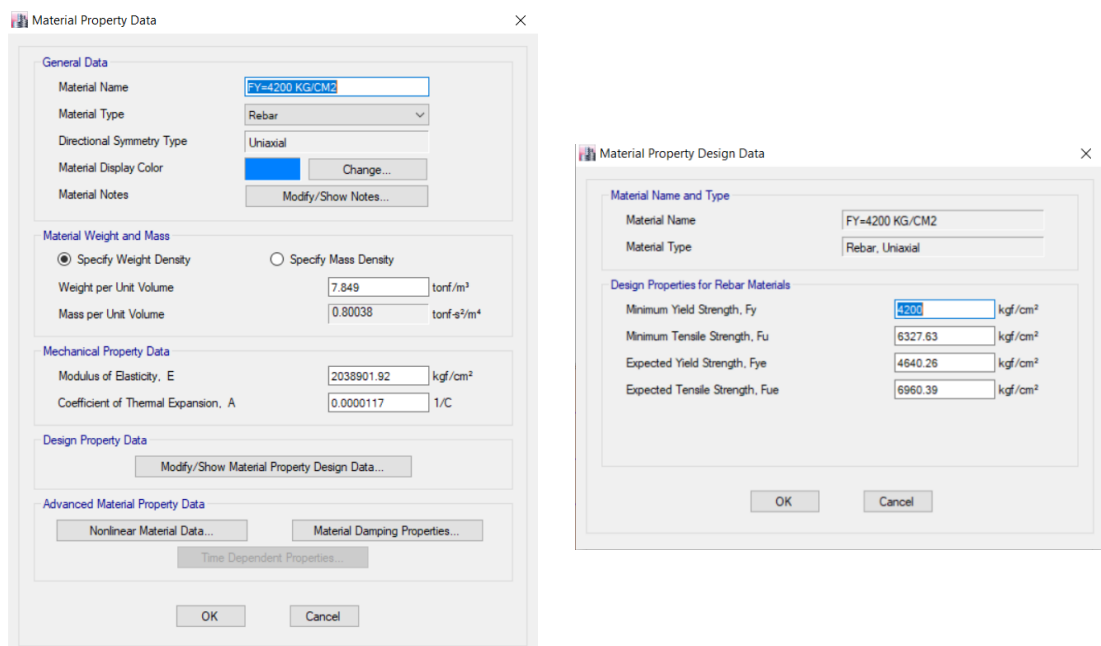 Material Property Data
General Data
Material Name FY=4200 KG/CM2
Material Type Rebar
Directional Symmetry Type Uniaxial
Material Display Color Change...
Material Notes Modify/Show Notes...
Material Weight and Mass
Specify Weight Density Specify Mass Density
Weight per Unit Volume 7.849 tonf/m³
Mass per Unit Volume 0.80038 tonf-s²/m⁴
Mechanical Property Data
Modulus of Elasticity, E 2038901.92 kgf/cm²
Coefficient of Thermal Expansion, A 0.0000117 1/C
Design Property Data
Modify/Show Material Property Design Data...
Advanced Material Property Data
Nonlinear Material Data... Material Damping Properties...
Time Dependent Properties...
OK Cancel
Material Property Design Data
Material Name and Type
Material Name FY=4200 KG/CM2
Material Type Rebar, Uniaxial
Design Properties for Rebar Materials
Minimum Yield Strength, Fy 4200 kgf/cm²
Minimum Tensile Strength, Fu 6327.63 kgf/cm²
Expected Yield Strength, Fye 4640.26 kgf/cm²
Expected Tensile Strength, Fue 6960.39 kgf/cm²
OK Cancel